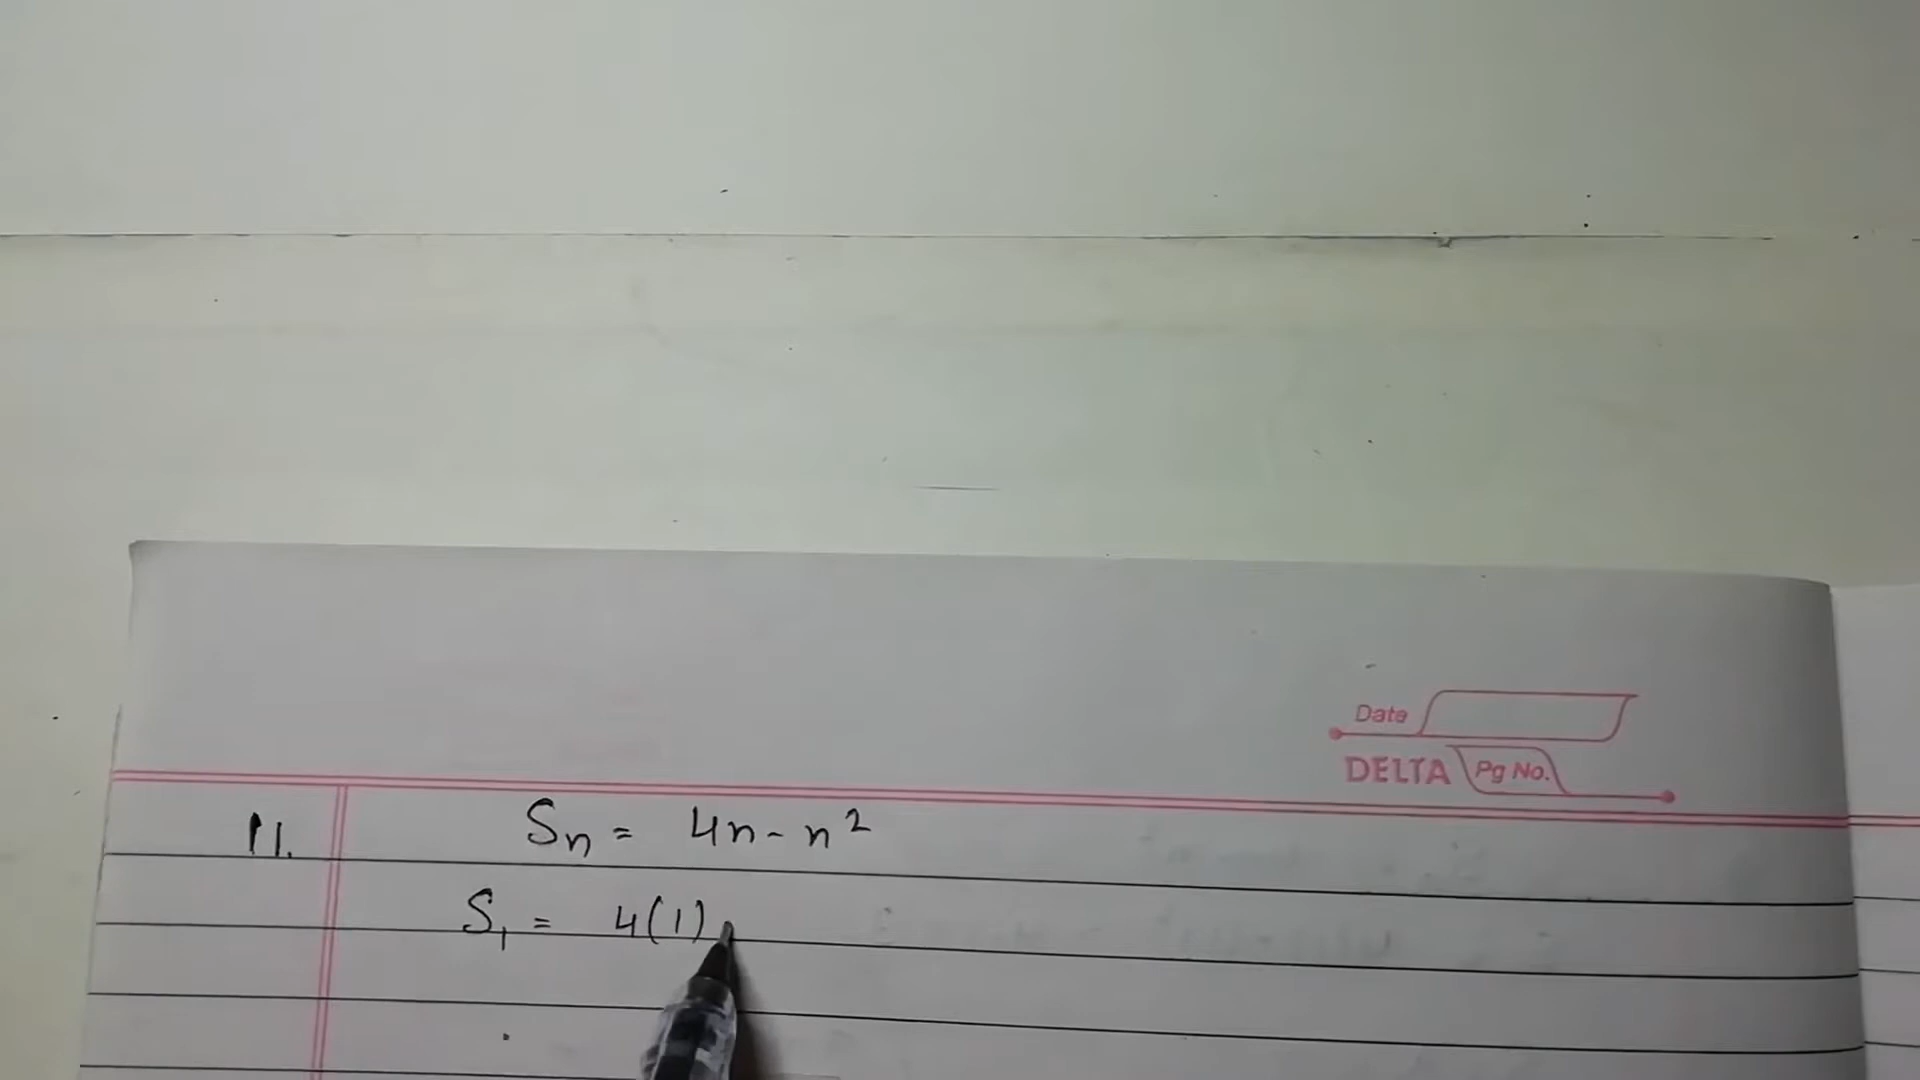 Date
DELTA Pg No.
11. Sn = 4n - n²
S₁ = 4(1)